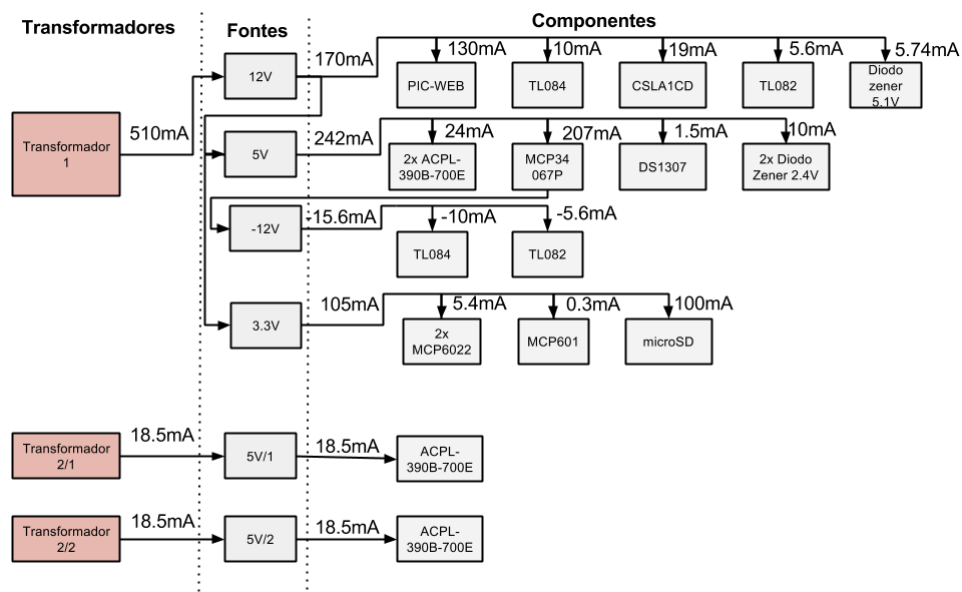 Transformadores
Fontes
Componentes
12V
170mA
130mA
10mA
19mA
5.6mA
5.74mA
PIC-WEB
TL084
CSLA1CD
TL082
Diodo
zener
5.1V
Transformador
1
510mA
5V
242mA
24mA
207mA
1.5mA
10mA
2x ACPL-
390B-700E
MCP34
067P
DS1307
2x Diodo
Zener 2.4V
-12V
-15.6mA
-10mA
-5.6mA
TL084
TL082
3.3V
105mA
5.4mA
0.3mA
100mA
2x
MCP6022
MCP601
microSD
Transformador
2/1
18.5mA
5V/1
18.5mA
ACPL-
390B-700E
Transformador
2/2
18.5mA
5V/2
18.5mA
ACPL-
390B-700E